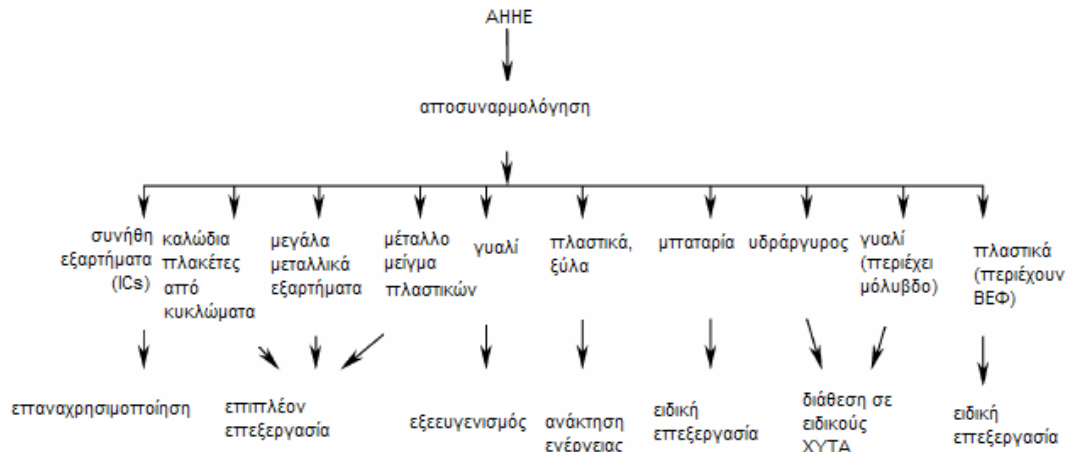 ΑΗΗΕ
αποσυναρμολόγηση
συνήθη
εξαρτήματα
(ICs)
καλώδια
πλακέτες
από
κυκλώματα
μεγάλα
μεταλλικά
εξαρτήματα
μέταλλο
μείγμα
πλαστικών
γυαλί
πλαστικά,
ξύλα
μπαταρία
υδράργυρος
γυαλί
(περιέχει
μόλυβδο)
πλαστικά
(περιέχουν
ΒΕΦ)
επαναχρησιμοποίηση
επιπλέον
επεξεργασία
εξεευγενισμός
ανάκτηση
ενέργειας
ειδική
επεξεργασία
διάθεση σε
ειδικούς
ΧΥΤΑ
ειδική
επεξεργασία